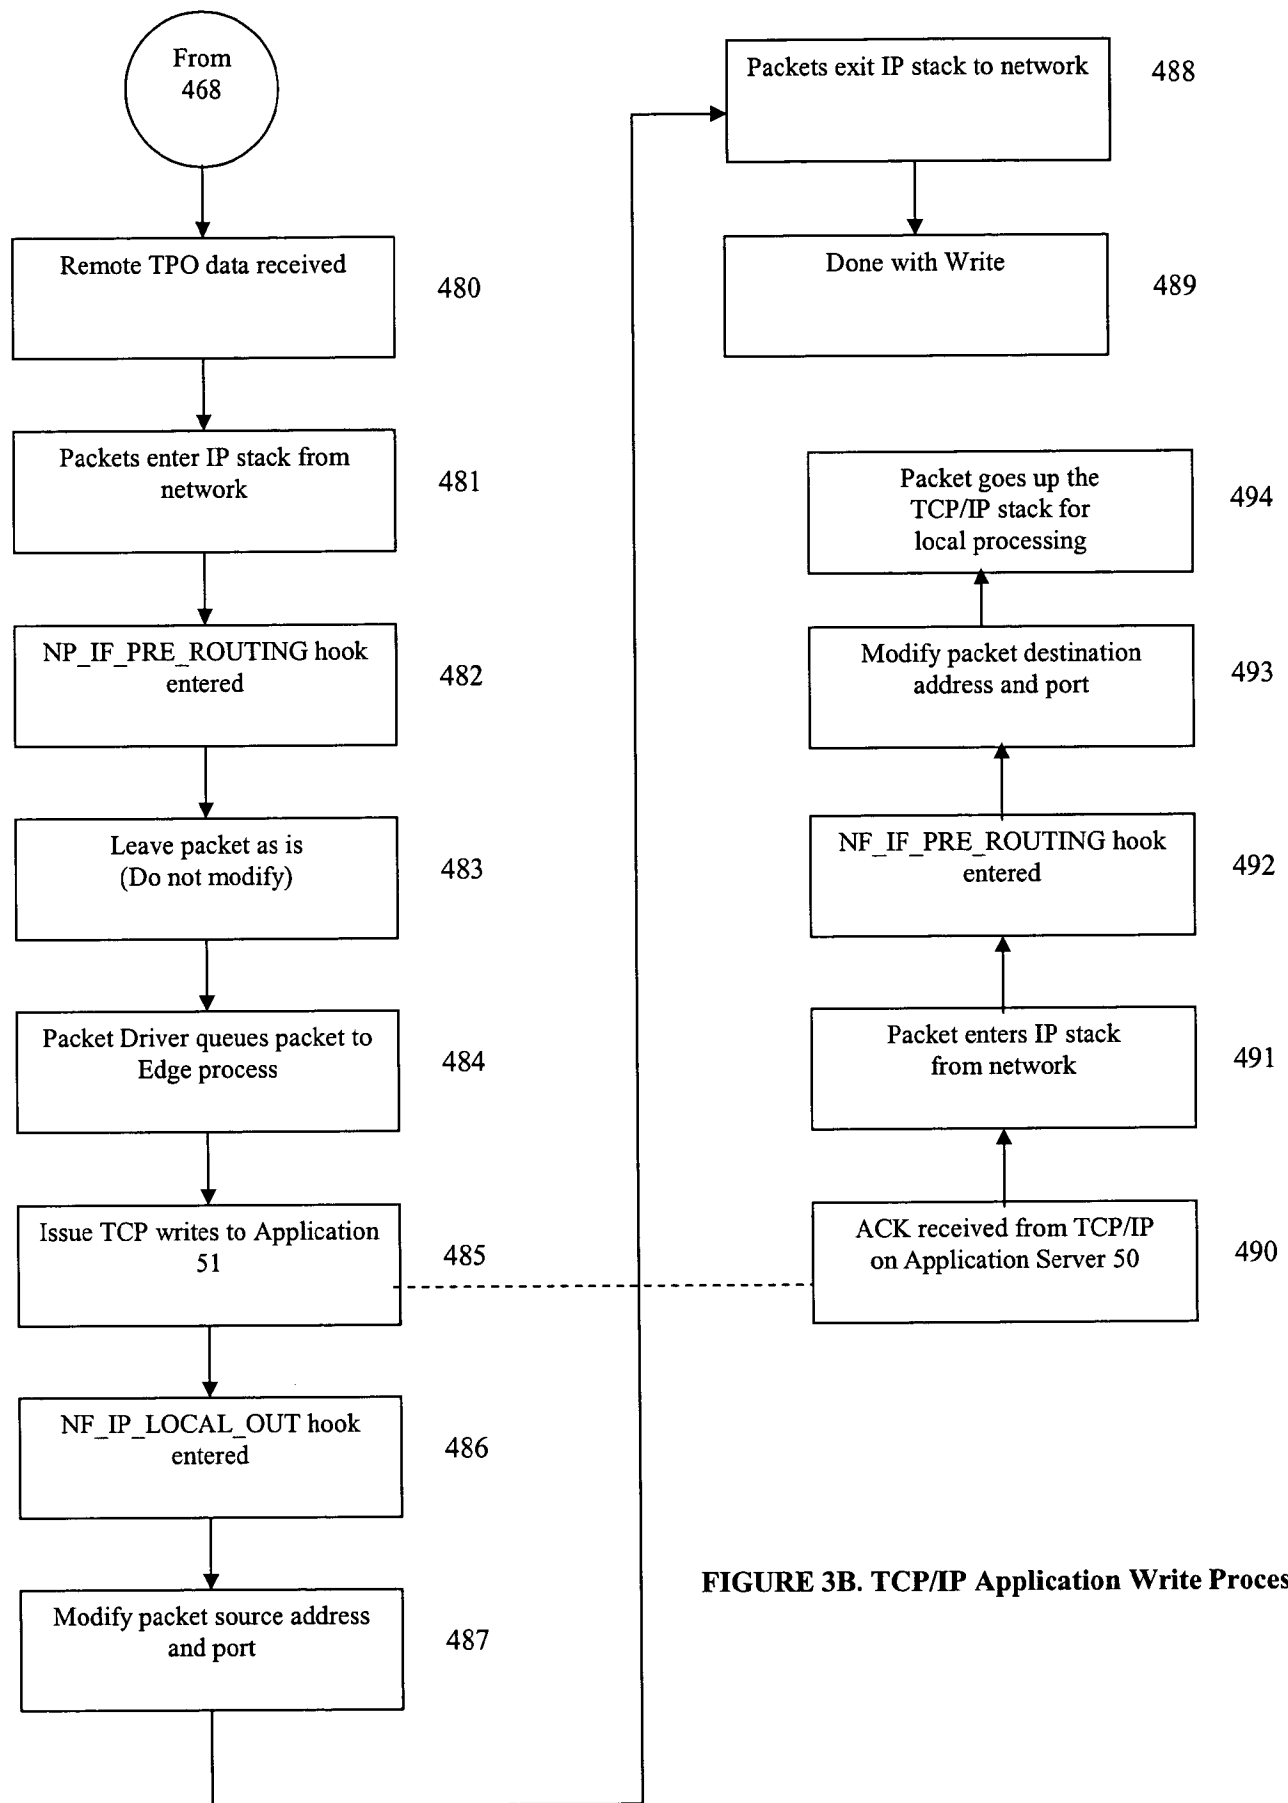 From
468
Remote TPO data received
480
Packets enter IP stack from
network
481
NP_IF_PRE_ROUTING hook
entered
482
Leave packet as is
(Do not modify)
483
Packet Driver queues packet to
Edge process
484
Issue TCP writes to Application
51
485
NF_IP_LOCAL_OUT hook
entered
486
Modify packet source address
and port
487
Packets exit IP stack to network
488
Done with Write
489
Packet goes up the
TCP/IP stack for
local processing
494
Modify packet destination
address and port
493
NF_IF_PRE_ROUTING hook
entered
492
Packet enters IP stack
from network
491
ACK received from TCP/IP
on Application Server 50
490
FIGURE 3B. TCP/IP Application Write Proces